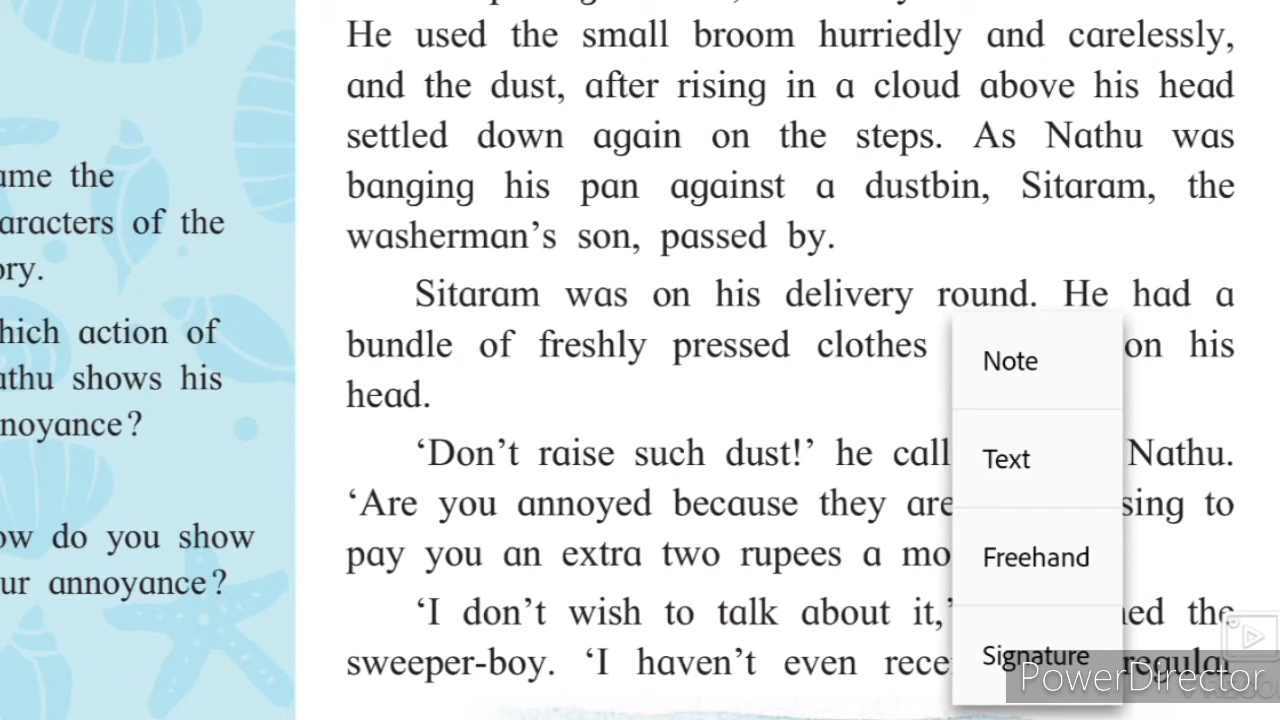 ame the
aracters of the
ory.
hich action of
athu shows his
noyance?
ow do you show
ur annoyance?
He used the small broom hurriedly and carelessly,
and the dust, after rising in a cloud above his head
settled down again on the steps. As Nathu was
banging his pan against a dustbin, Sitaram, the
washerman's son, passed by.
Sitaram was on his delivery round. He had a
bundle of freshly pressed clothes on his
head.
'Don't raise such dust!' he call Nathu.
'Are you annoyed because they are sing to
pay you an extra two rupees a mo
'I don't wish to talk about it,' ned the
sweeper-boy. 'I haven't even rece regular
Note
Text
Freehand
Signature
PowerDirector